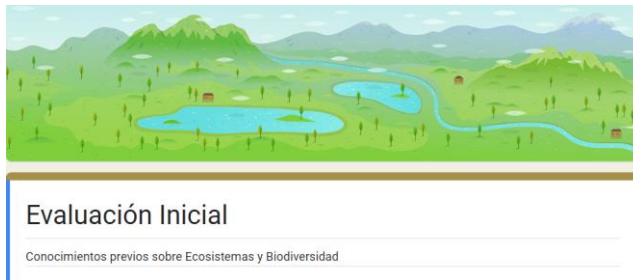 Evaluación Inicial
Conocimientos previos sobre Ecosistemas y Biodiversidad